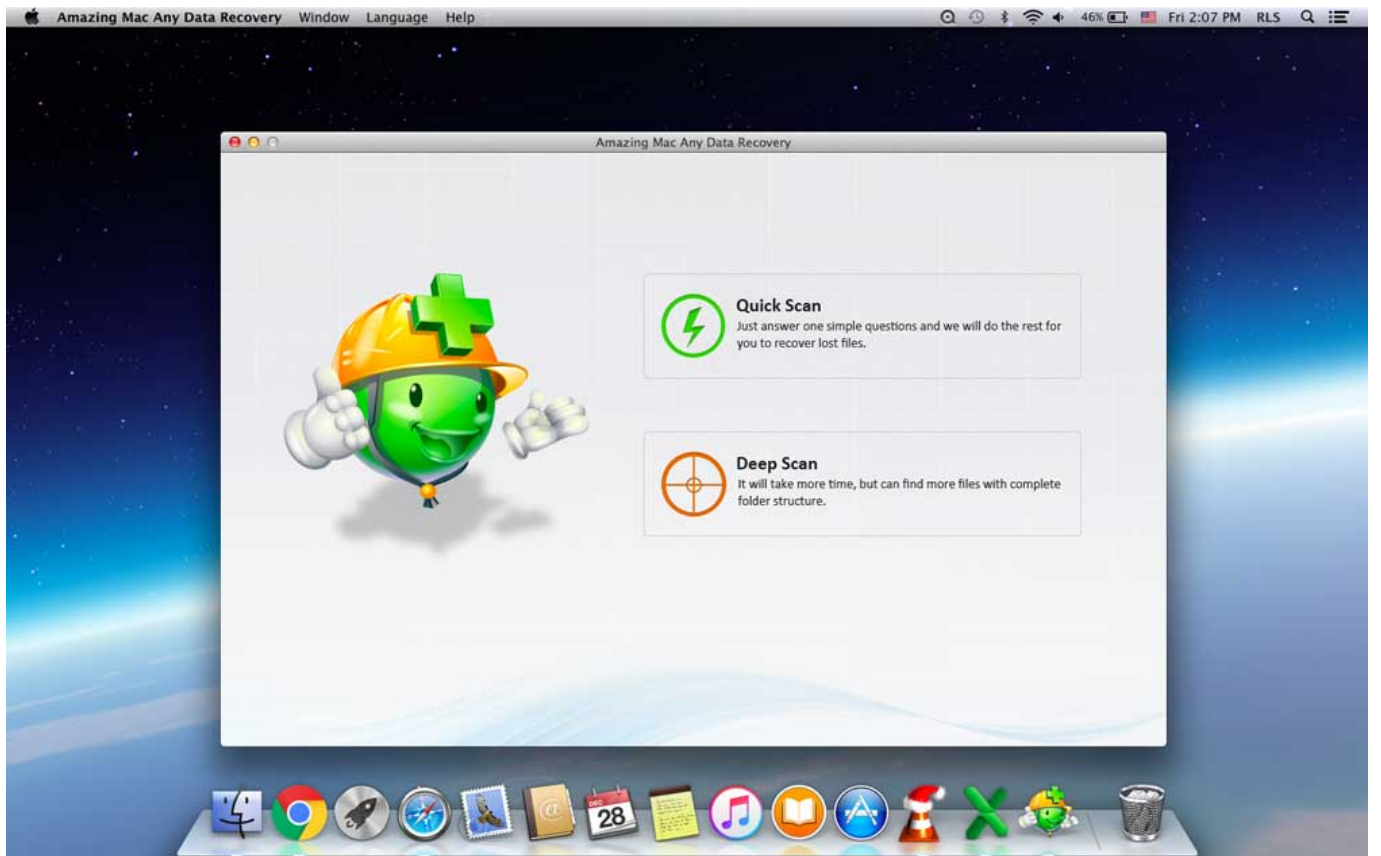 Amazing Mac Any Data Recovery Window Language Help 46% Fri 2:07 PM RLS
Amazing Mac Any Data Recovery
Quick Scan
Just answer one simple questions and we will do the rest for
you to recover lost files.
Deep Scan
It will take more time, but can find more files with complete
folder structure.
DEC
28